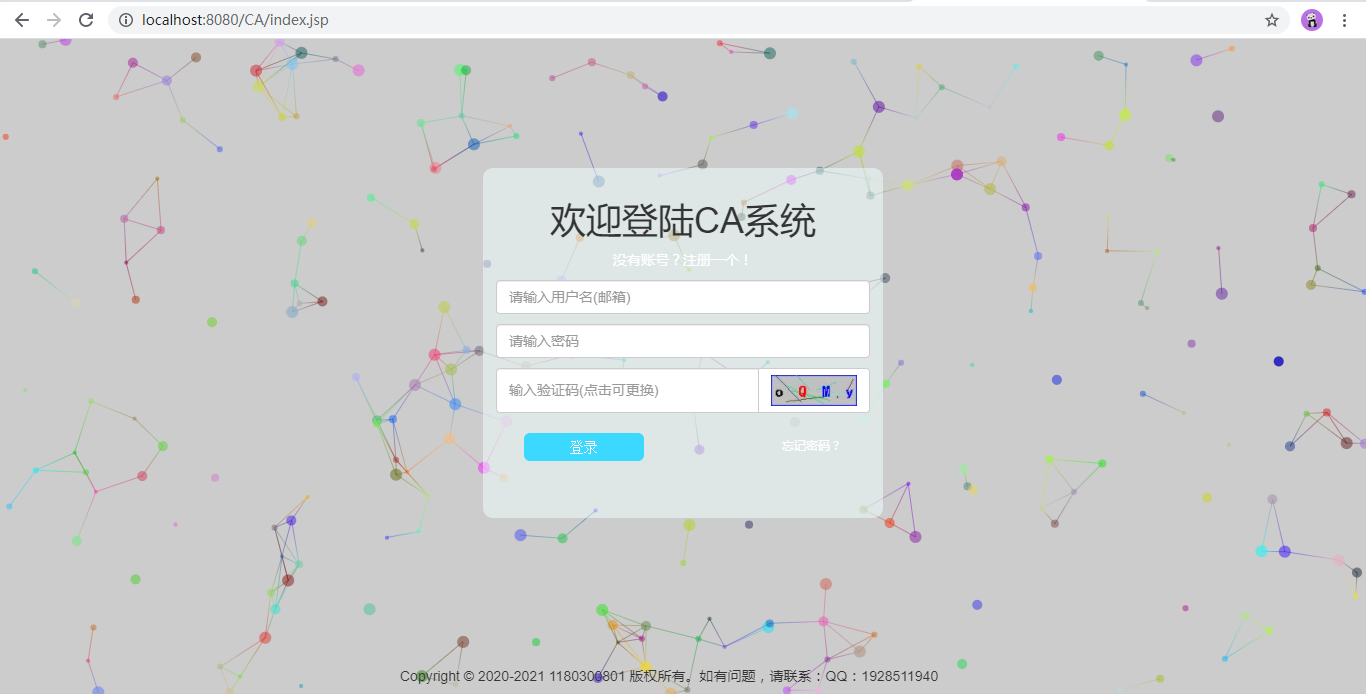 localhost:8080/CA/index.jsp
欢迎登陆CA系统
没有账号？注册一个！
请输入用户名(邮箱)
请输入密码
输入验证码(点击可更换)
o Q M y
登录
忘记密码？
Copyright © 2020-2021 1180300801 版权所有。如有问题，请联系：QQ：1928511940